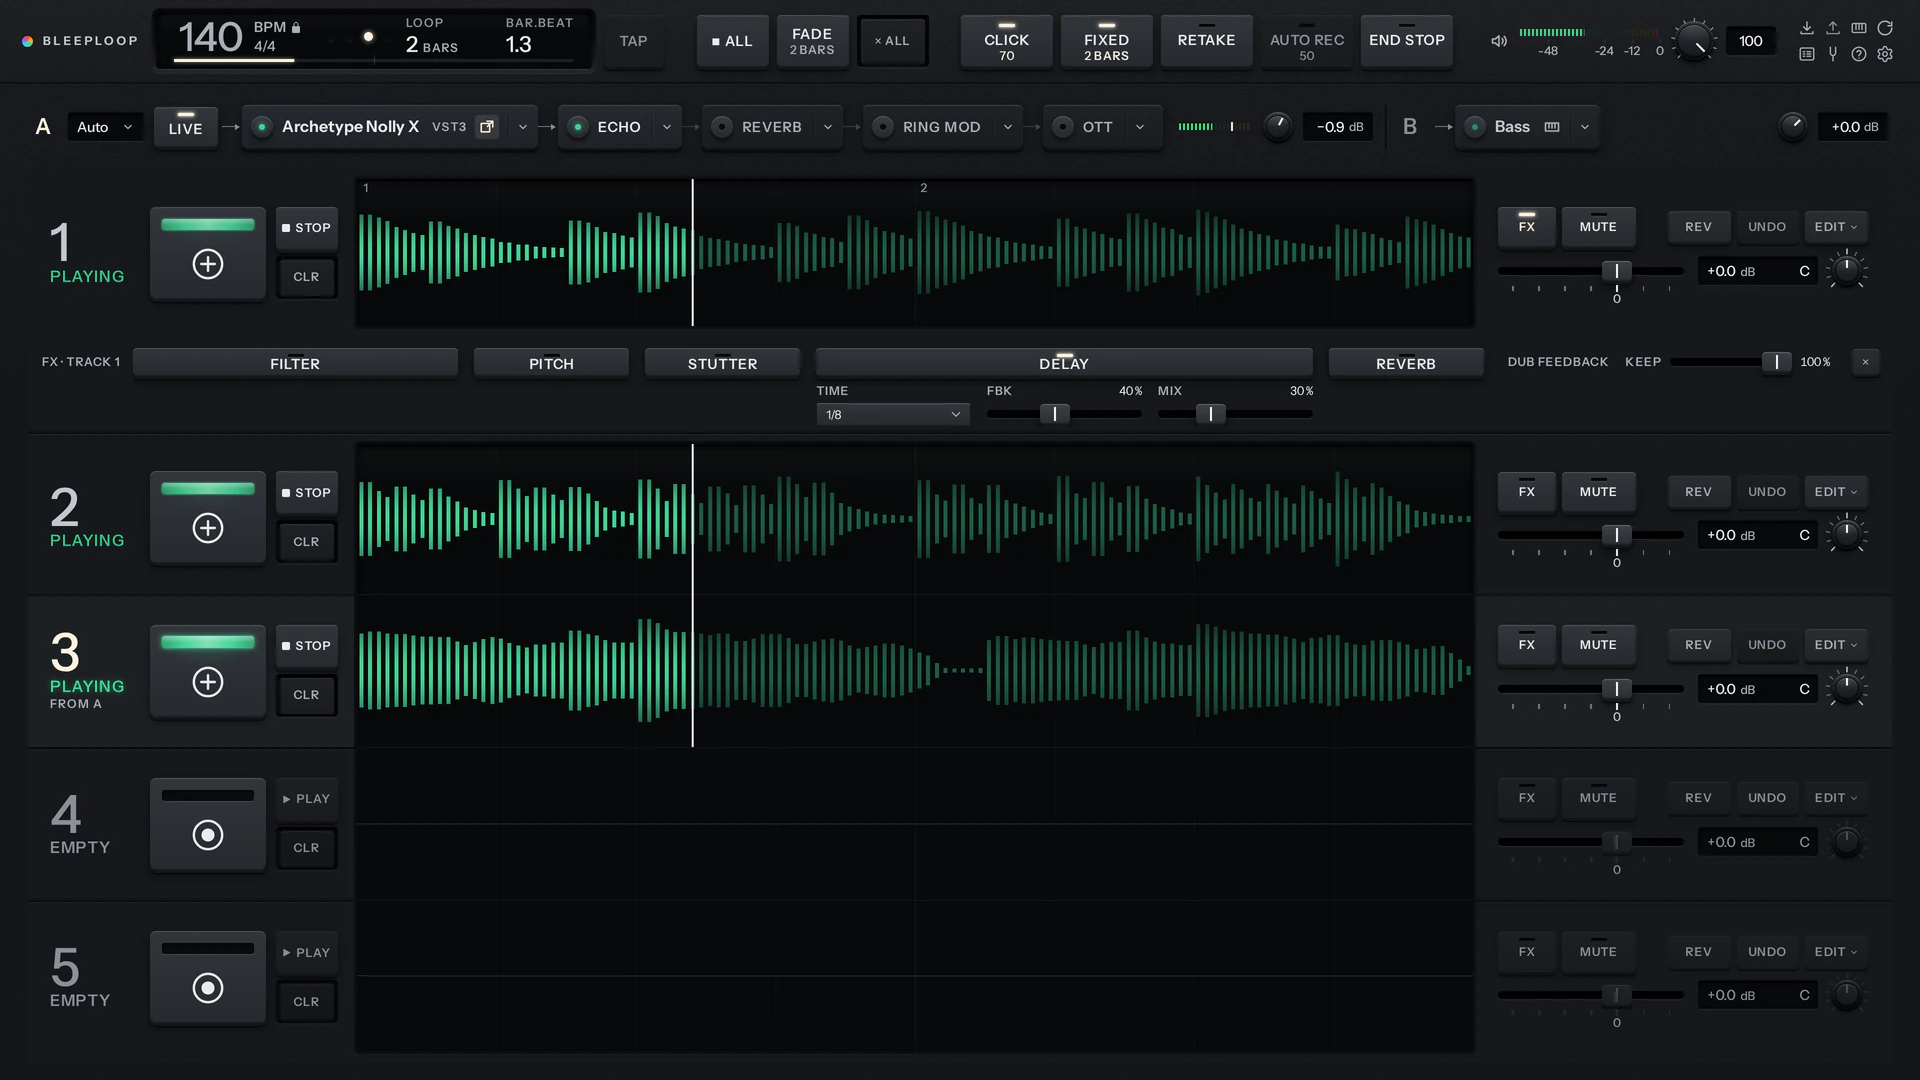 BLEEPLOOP
140 BPM 4/4
LOOP 2 BARS
BAR.BEAT 1.3
TAP
ALL
FADE 2 BARS
× ALL
CLICK 70
FIXED 2 BARS
RETAKE
AUTO REC 50
END STOP
-48 -24 -12 0
100
A
Auto
LIVE
Archetype Nolly X VST3
ECHO
REVERB
RING MOD
OTT
−0.9 dB
B
Bass
+0.0 dB
1
PLAYING
STOP
CLR
1 2
FX MUTE REV UNDO EDIT
+0.0 dB C
0
FX · TRACK 1
FILTER
PITCH
STUTTER
DELAY
REVERB
DUB FEEDBACK KEEP 100%
×
TIME FBK 40% MIX 30%
1/8
2
PLAYING
STOP
CLR
FX MUTE REV UNDO EDIT
+0.0 dB C
0
3
PLAYING
FROM A
STOP
CLR
FX MUTE REV UNDO EDIT
+0.0 dB C
0
4
EMPTY
PLAY
CLR
FX MUTE REV UNDO EDIT
+0.0 dB C
0
5
EMPTY
PLAY
CLR
FX MUTE REV UNDO EDIT
+0.0 dB C
0